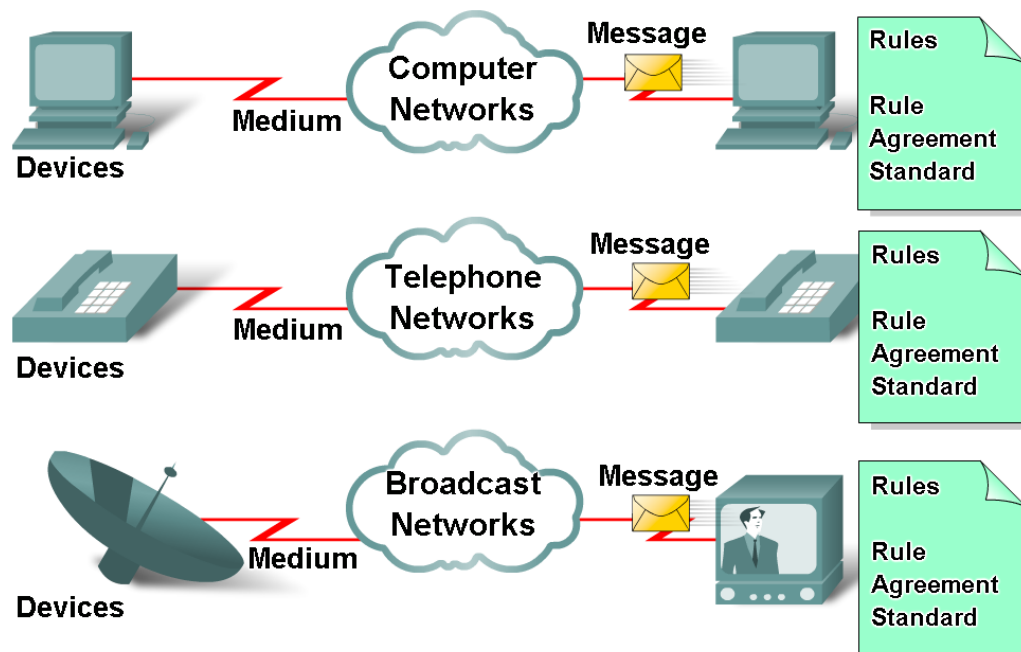 Message
Computer
Networks
Medium
Devices
Rules
Rule
Agreement
Standard
Message
Telephone
Networks
Medium
Devices
Rules
Rule
Agreement
Standard
Message
Broadcast
Networks
Medium
Devices
Rules
Rule
Agreement
Standard